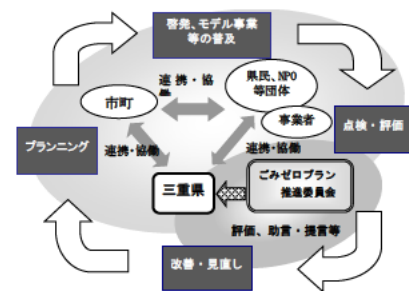 啓発、モデル事業
等の普及
連 携・協
働
県民、NPO
等団体
市町
事業者
点検・評価
プランニング
連携・協働
連携・協働
三重県
ごみゼロプラン
推進委員会
評価、助言・提言等
改善・見直し